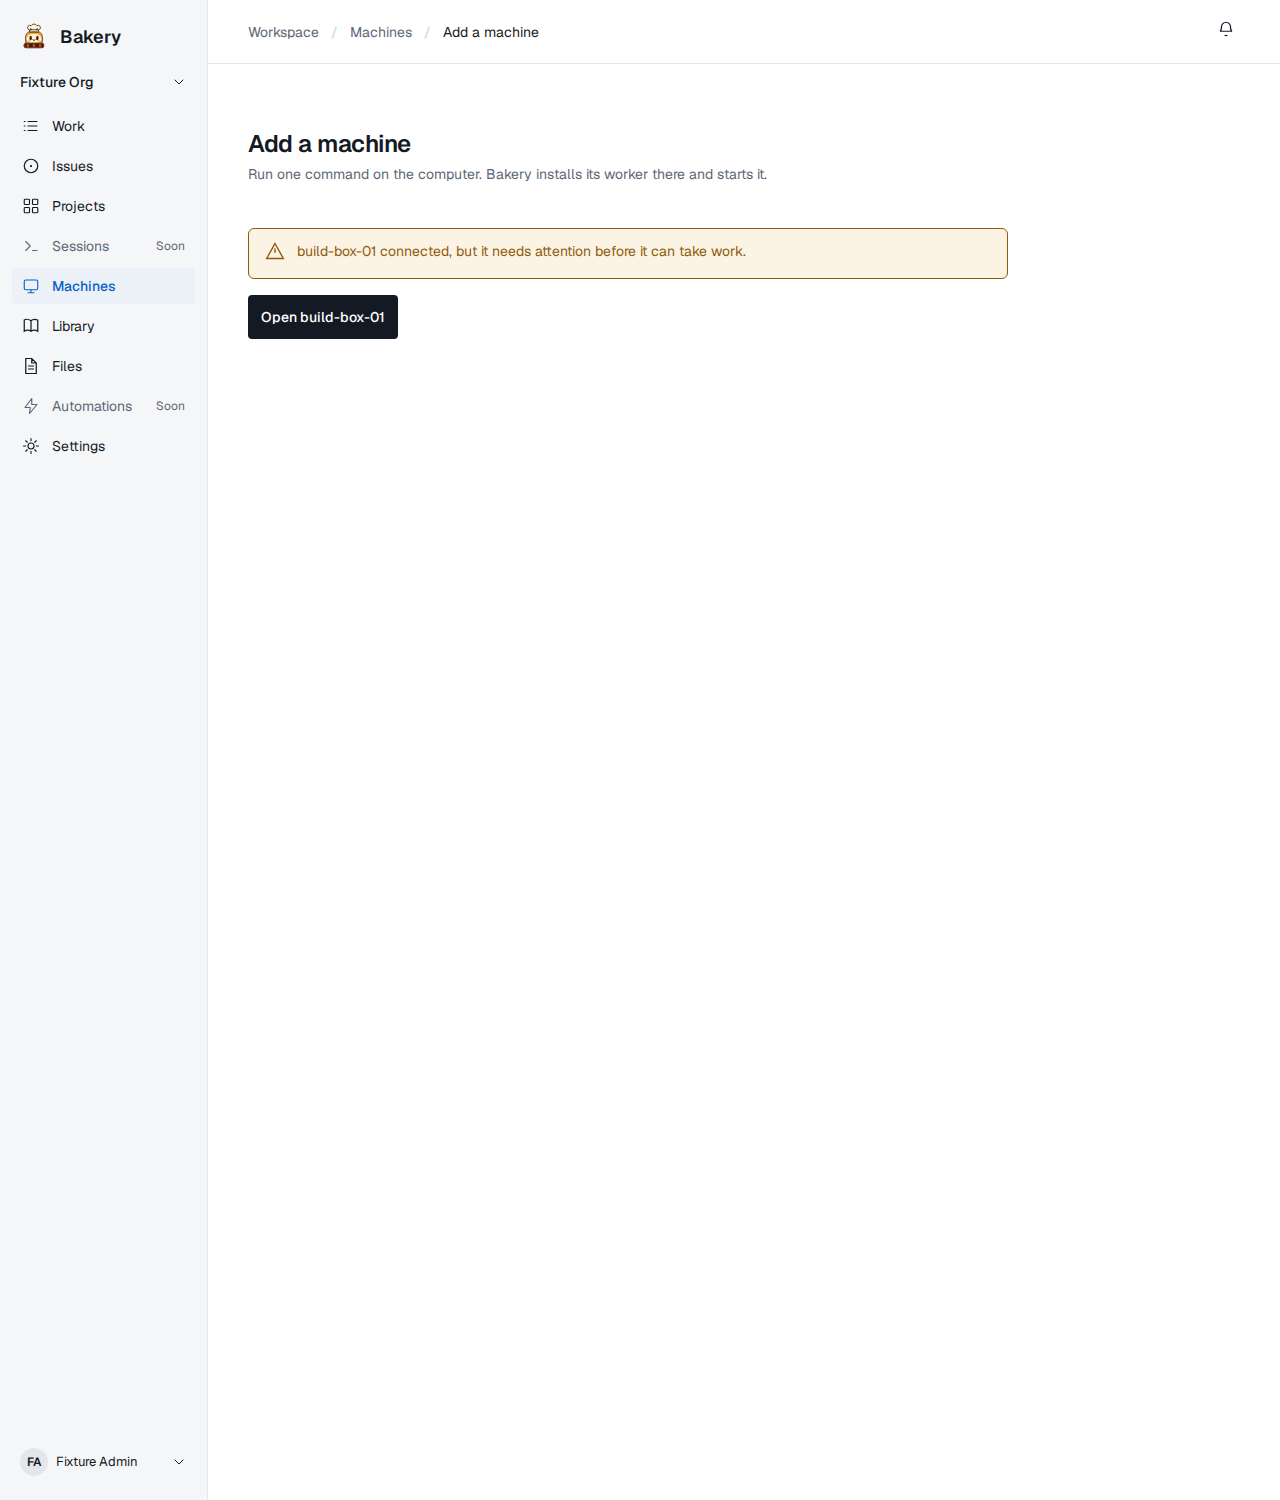 Bakery
Fixture Org
Work
Issues
Projects
Sessions Soon
Machines
Library
Files
Automations Soon
Settings
FA Fixture Admin
Workspace / Machines / Add a machine
Add a machine
Run one command on the computer. Bakery installs its worker there and starts it.
build-box-01 connected, but it needs attention before it can take work.
Open build-box-01